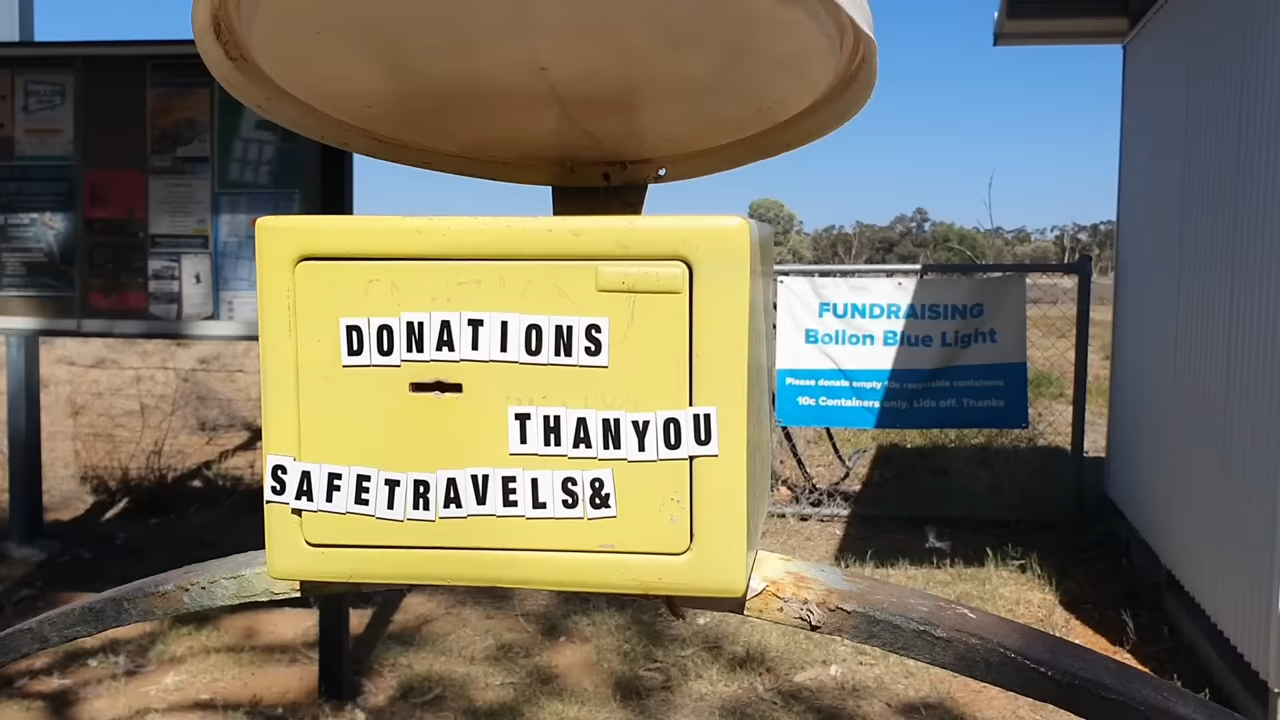 DONATIONS
THANYOU
SAFETRAVELS&
FUNDRAISING
Bollon Blue Light
Please donate empty 10c recyclable containers
10c Containers only. Lids off. Thanks